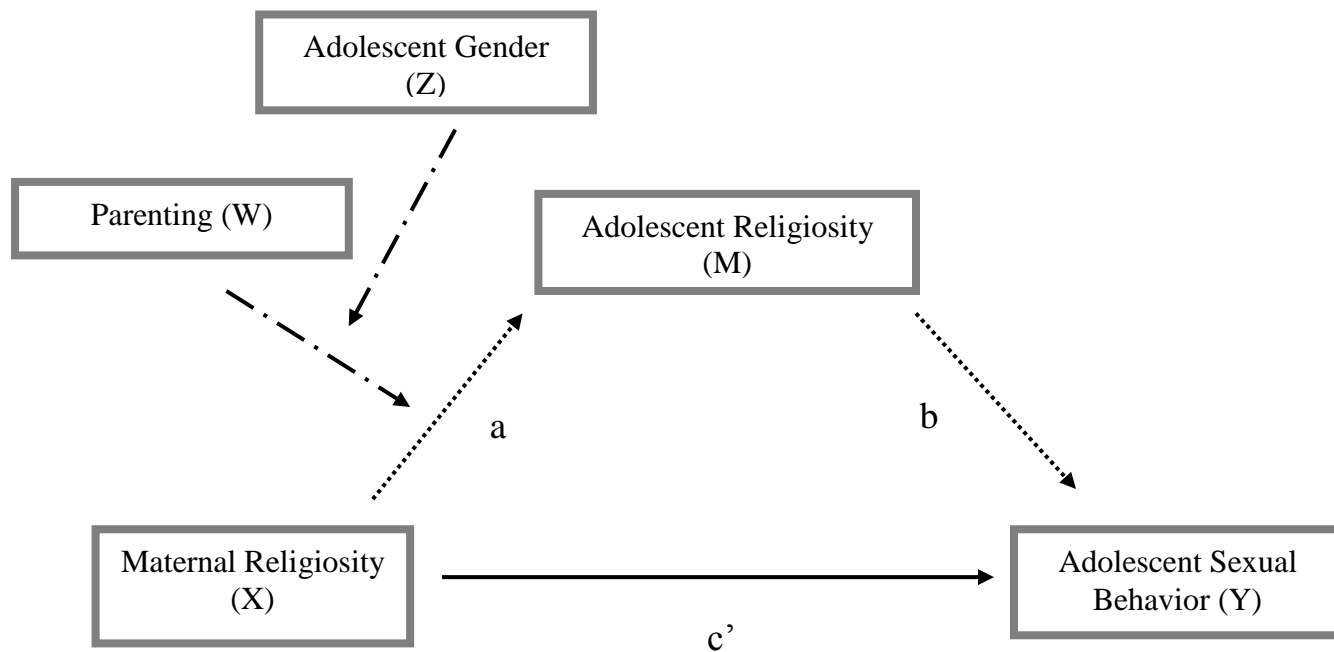 Adolescent Gender
(Z)
Parenting (W)
Adolescent Religiosity
(M)
a
b
Maternal Religiosity
(X)
Adolescent Sexual
Behavior (Y)
c’